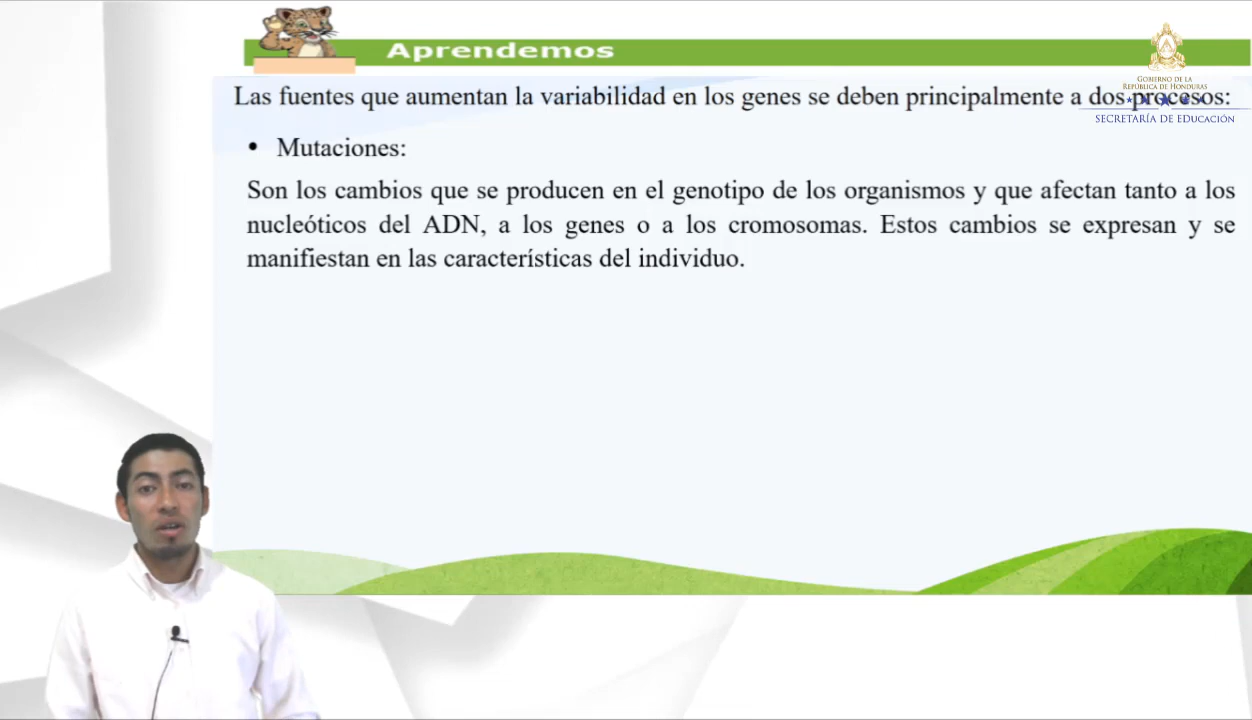 Aprendemos
GOBIERNO DE LA
REPÚBLICA DE HONDURAS
SECRETARÍA DE EDUCACIÓN
Las fuentes que aumentan la variabilidad en los genes se deben principalmente a dos procesos:
• Mutaciones:
Son los cambios que se producen en el genotipo de los organismos y que afectan tanto a los
nucleóticos del ADN, a los genes o a los cromosomas. Estos cambios se expresan y se
manifiestan en las características del individuo.